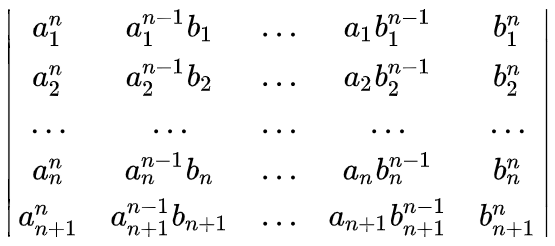 | a_1^n a_1^{n-1}b_1 … a_1b_1^{n-1} b_1^n |
| a_2^n a_2^{n-1}b_2 … a_2b_2^{n-1} b_2^n |
| … … … … … |
| a_n^n a_n^{n-1}b_n … a_nb_n^{n-1} b_n^n |
| a_{n+1}^n a_{n+1}^{n-1}b_{n+1} … a_{n+1}b_{n+1}^{n-1} b_{n+1}^n |